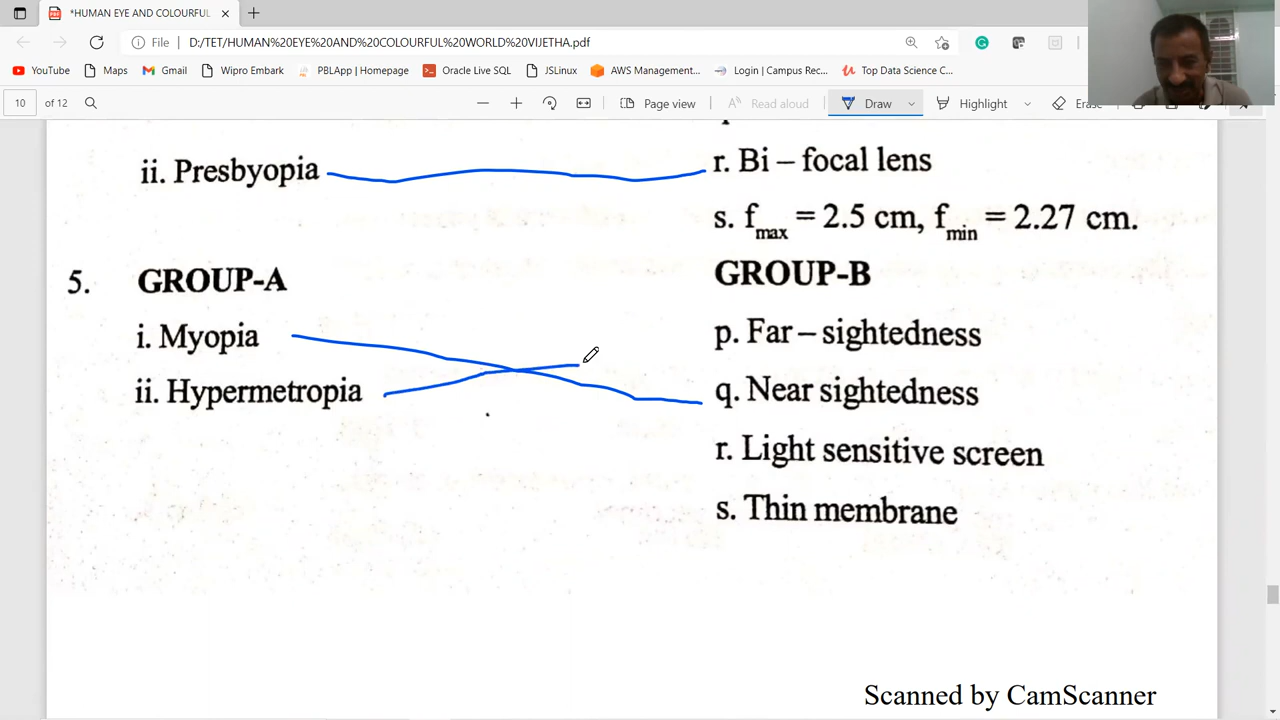 *HUMAN EYE AND COLOURFUL
File D:/TET/HUMAN%20EYE%20AND%20COLOURFUL%20WORLD%20/IJETHA.pdf
YouTube Maps Gmail Wipro Embark PBLApp | Homepage Oracle Live SQL JSLinux AWS Management... Login | Campus Rec... Top Data Science C...
10 of 12 Page view Read aloud Draw Highlight
ii. Presbyopia r. Bi – focal lens
s. fmax = 2.5 cm, fmin = 2.27 cm.
5. GROUP-A GROUP-B
i. Myopia p. Far – sightedness
ii. Hypermetropia q. Near sightedness
r. Light sensitive screen
s. Thin membrane
Scanned by CamScanner